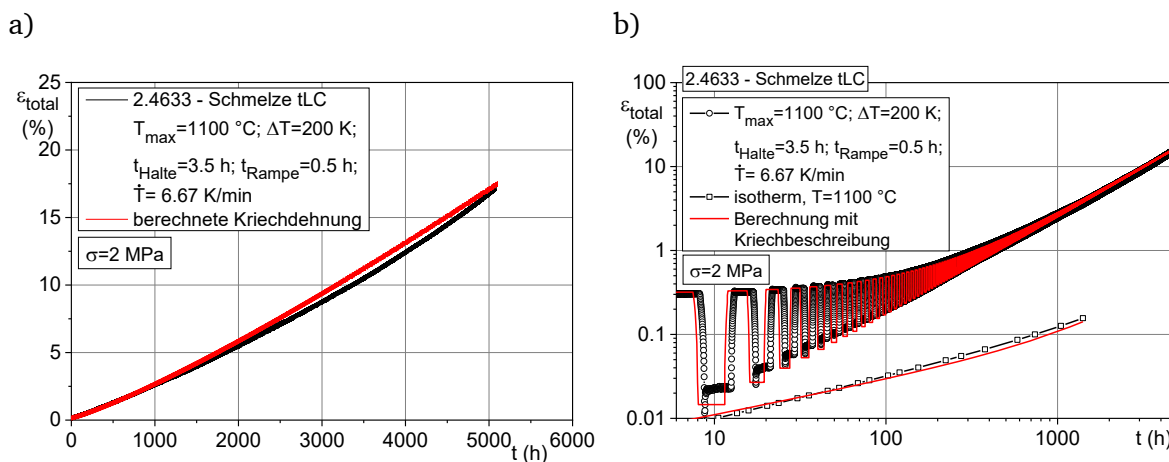 a)
b)
25
20
15
10
5
0
ε_total
(%)
2.4633 - Schmelze tLC
T_max=1100 °C; ΔT=200 K;
t_Halte=3.5 h; t_Rampe=0.5 h;
Ṫ= 6.67 K/min
berechnete Kriechdehnung
σ=2 MPa
0 1000 2000 3000 4000 5000 6000
t (h)
100
10
1
0.1
0.01
ε_total
(%)
2.4633 - Schmelze tLC
T_max=1100 °C; ΔT=200 K;
t_Halte=3.5 h; t_Rampe=0.5 h;
Ṫ= 6.67 K/min
isotherm, T=1100 °C
Berechnung mit
Kriechbeschreibung
σ=2 MPa
10 100 1000
t (h)